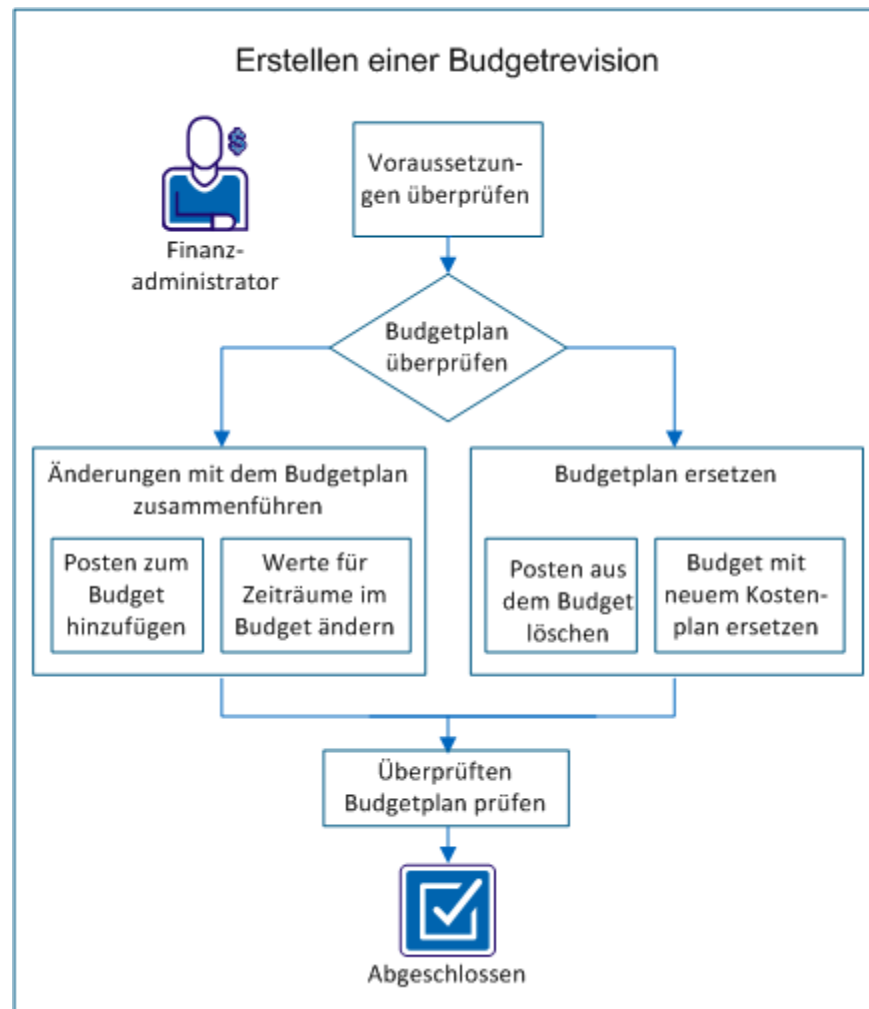 Erstellen einer Budgetrevision
Voraussetzun-
gen überprüfen
Finanz-
administrator
Budgetplan
überprüfen
Änderungen mit dem Budgetplan
zusammenführen
Posten zum
Budget
hinzufügen
Werte für
Zeiträume im
Budget ändern
Budgetplan ersetzen
Posten aus
dem Budget
löschen
Budget mit
neuem Kosten-
plan ersetzen
Überprüften
Budgetplan prüfen
Abgeschlossen